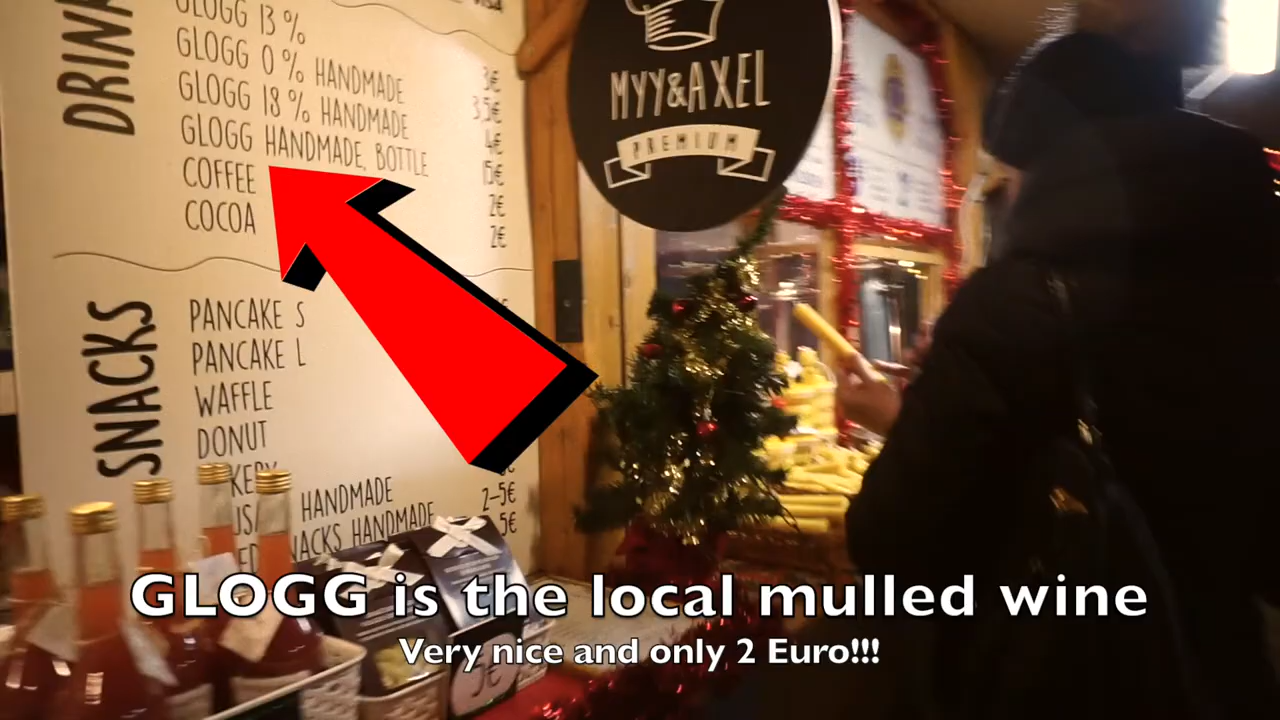 VISA
DRINK
GLOGG 13 %
GLOGG 0 % HANDMADE 3€
GLOGG 18 % HANDMADE 3,5€
GLOGG HANDMADE, BOTTLE 4€
COFFEE 15€
COCOA 2€
2€
SNACKS
PANCAKE S
PANCAKE L
WAFFLE
DONUT
HANDMADE 2-5€
HANDMADE 5€
MYY&AXEL
PREMIUM
5€
GLOGG is the local mulled wine
Very nice and only 2 Euro!!!